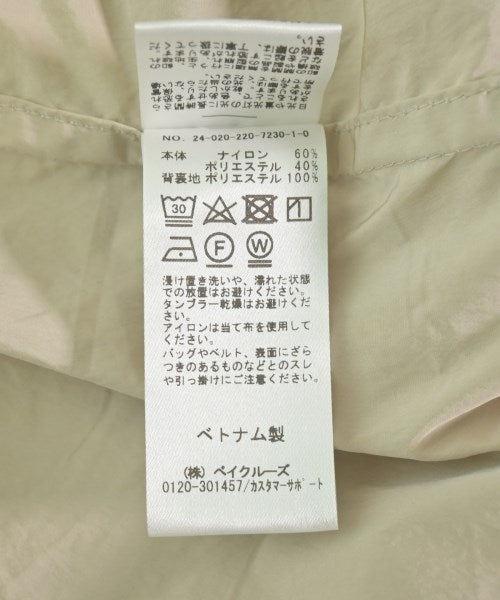 NO. 24-020-220-7230-1-0
本体 ナイロン 60%
ポリエステル 40%
背裏地 ポリエステル 100%
30
F
W
浸け置き洗いや、濡れた状態
での放置はお避けください。
タンブラー乾燥はお避けください。
アイロンは当て布を使用して
ください。
バッグやベルト、表面にざら
つきのあるものなどとのスレ
や引っ掛けにご注意ください。
ベトナム製
(株) ベイクルーズ
0120-301457/カスタマーサポート